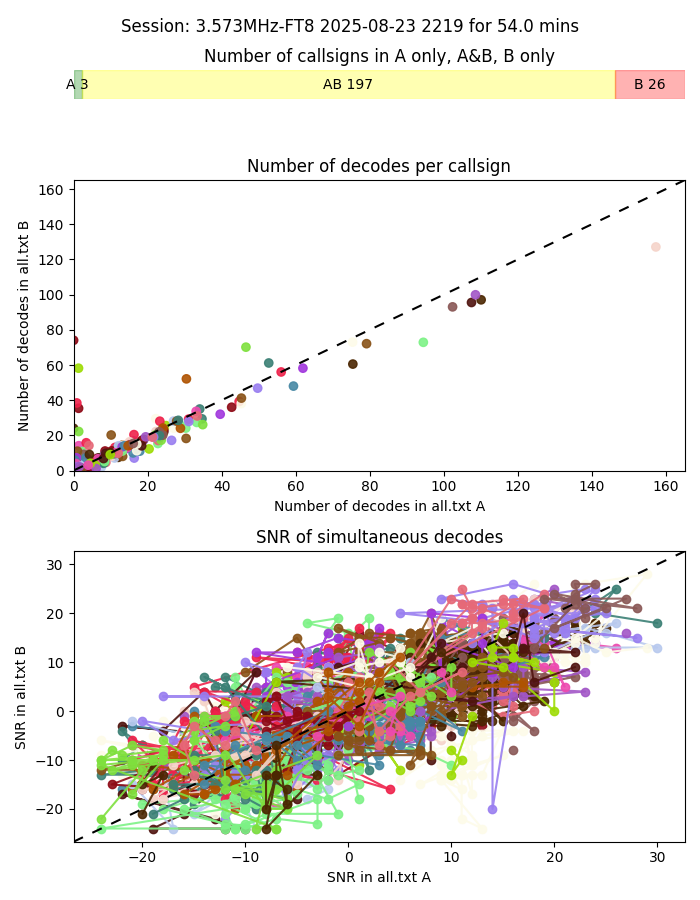 Session: 3.573MHz-FT8 2025-08-23 2219 for 54.0 mins
Number of callsigns in A only, A&B, B only
A 3 AB 197 B 26
Number of decodes per callsign
160
140
120
100
80
60
40
20
0
Number of decodes in all.txt B
0 20 40 60 80 100 120 140 160
Number of decodes in all.txt A
SNR of simultaneous decodes
30
20
10
0
−10
−20
SNR in all.txt B
−20 −10 0 10 20 30
SNR in all.txt A